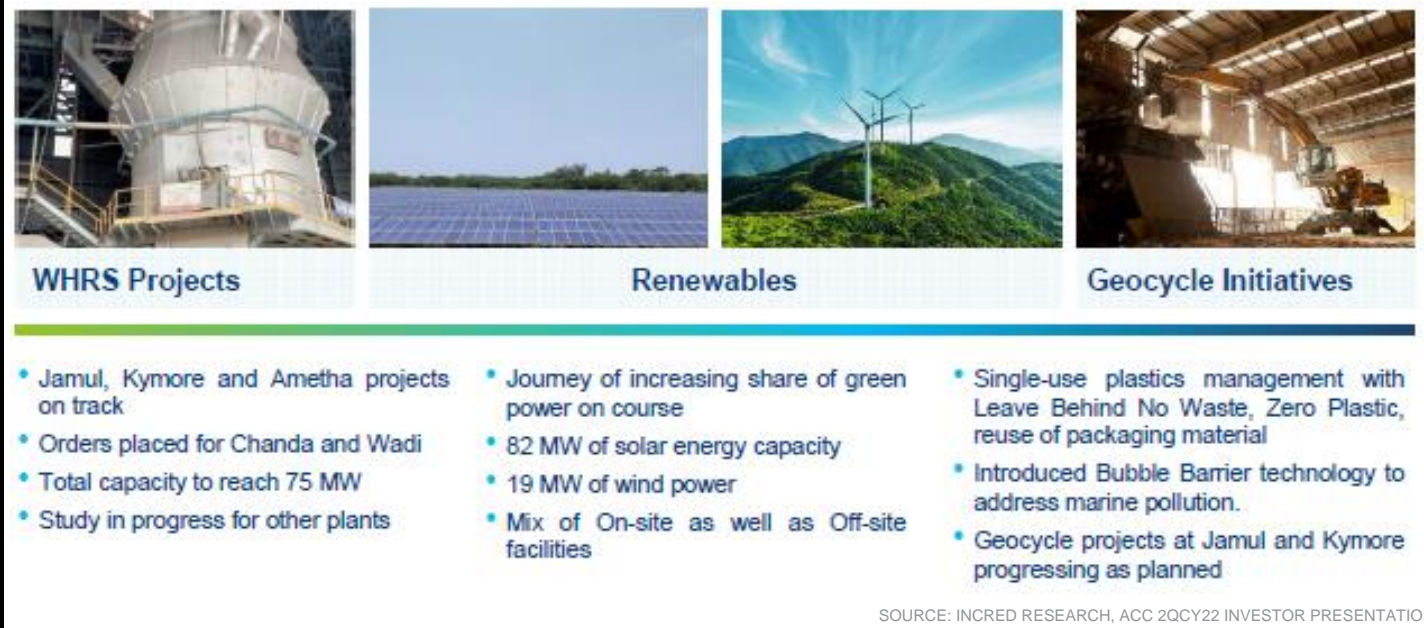 WHRS Projects
Renewables
Geocycle Initiatives
• Jamul, Kymore and Ametha projects
on track
• Orders placed for Chanda and Wadi
• Total capacity to reach 75 MW
• Study in progress for other plants
• Journey of increasing share of green
power on course
• 82 MW of solar energy capacity
• 19 MW of wind power
• Mix of On-site as well as Off-site
facilities
• Single-use plastics management with
Leave Behind No Waste, Zero Plastic,
reuse of packaging material
• Introduced Bubble Barrier technology to
address marine pollution.
• Geocycle projects at Jamul and Kymore
progressing as planned
SOURCE: INCRED RESEARCH, ACC 2QCY22 INVESTOR PRESENTATIO